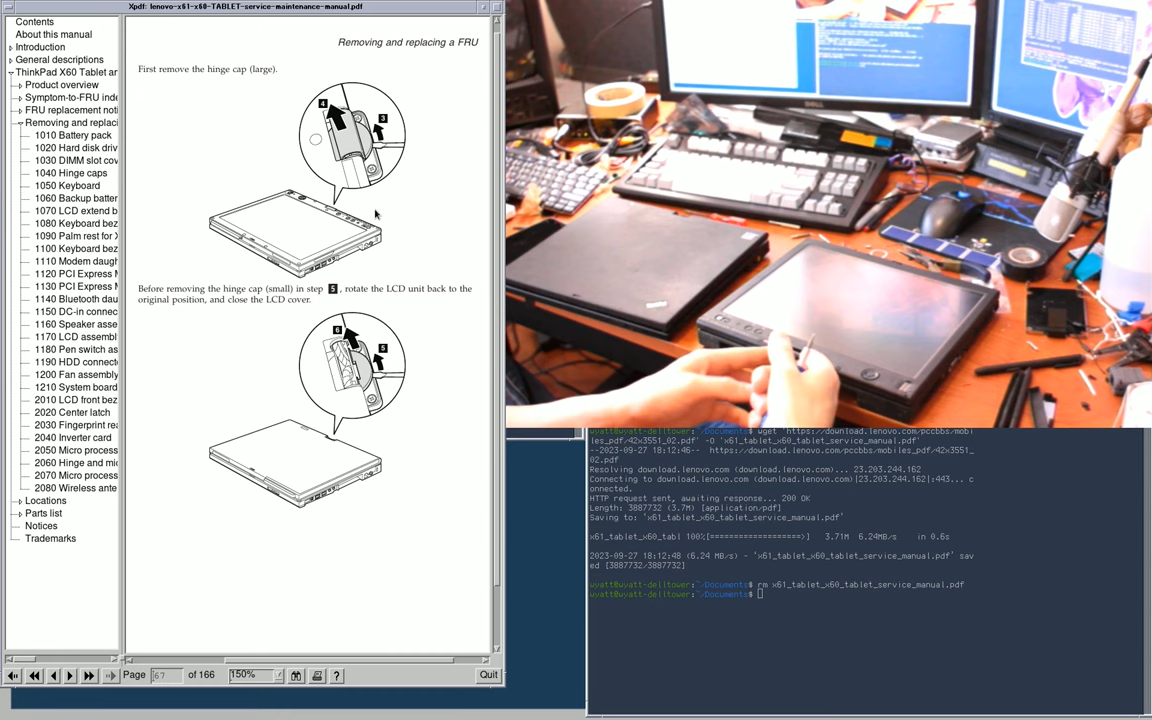 Xpdf: lenovo-x61-x60-TABLET-service-maintenance-manual.pdf
Contents
About this manual
Introduction
General descriptions
ThinkPad X60 Tablet ar
Product overview
Symptom-to-FRU inde
FRU replacement noti
Removing and replaci
1010 Battery pack
1020 Hard disk driv
1030 DIMM slot cov
1040 Hinge caps
1050 Keyboard
1060 Backup batter
1070 LCD extend b
1080 Keyboard bez
1090 Palm rest for X
1100 Keyboard bez
1110 Modem daugh
1120 PCI Express M
1130 PCI Express M
1140 Bluetooth dau
1150 DC-in connec
1160 Speaker asse
1170 LCD assembl
1180 Pen switch as
1190 HDD connecto
1200 Fan assembly
1210 System board
2010 LCD front bez
2020 Center latch
2030 Fingerprint rea
2040 Inverter card
2050 Micro process
2060 Hinge and mic
2070 Micro process
2080 Wireless ante
Locations
Parts list
Notices
Trademarks
Removing and replacing a FRU
First remove the hinge cap (large).
4
3
Before removing the hinge cap (small) in step 5, rotate the LCD unit back to the
original position, and close the LCD cover.
6
5
Page 67 of 166 150% ? Quit
DELL
ThinkPad
wyatt@wyatt-delltower:~/Documents$ wget 'https://download.lenovo.com/pccbbs/mobi
les_pdf/42x3551_02.pdf' -O 'x61_tablet_x60_tablet_service_manual.pdf'
--2023-09-27 18:12:46-- https://download.lenovo.com/pccbbs/mobiles_pdf/42x3551_
02.pdf
Resolving download.lenovo.com (download.lenovo.com)... 23.203.244.162
Connecting to download.lenovo.com (download.lenovo.com)|23.203.244.162|:443... c
onnected.
HTTP request sent, awaiting response... 200 OK
Length: 3887732 (3.7M) [application/pdf]
Saving to: 'x61_tablet_x60_tablet_service_manual.pdf'
x61_tablet_x60_tabl 100%[===================>] 3.71M 6.24MB/s in 0.6s
2023-09-27 18:12:48 (6.24 MB/s) - 'x61_tablet_x60_tablet_service_manual.pdf' sav
ed [3887732/3887732]
wyatt@wyatt-delltower:~/Documents$ rm x61_tablet_x60_tablet_service_manual.pdf
wyatt@wyatt-delltower:~/Documents$